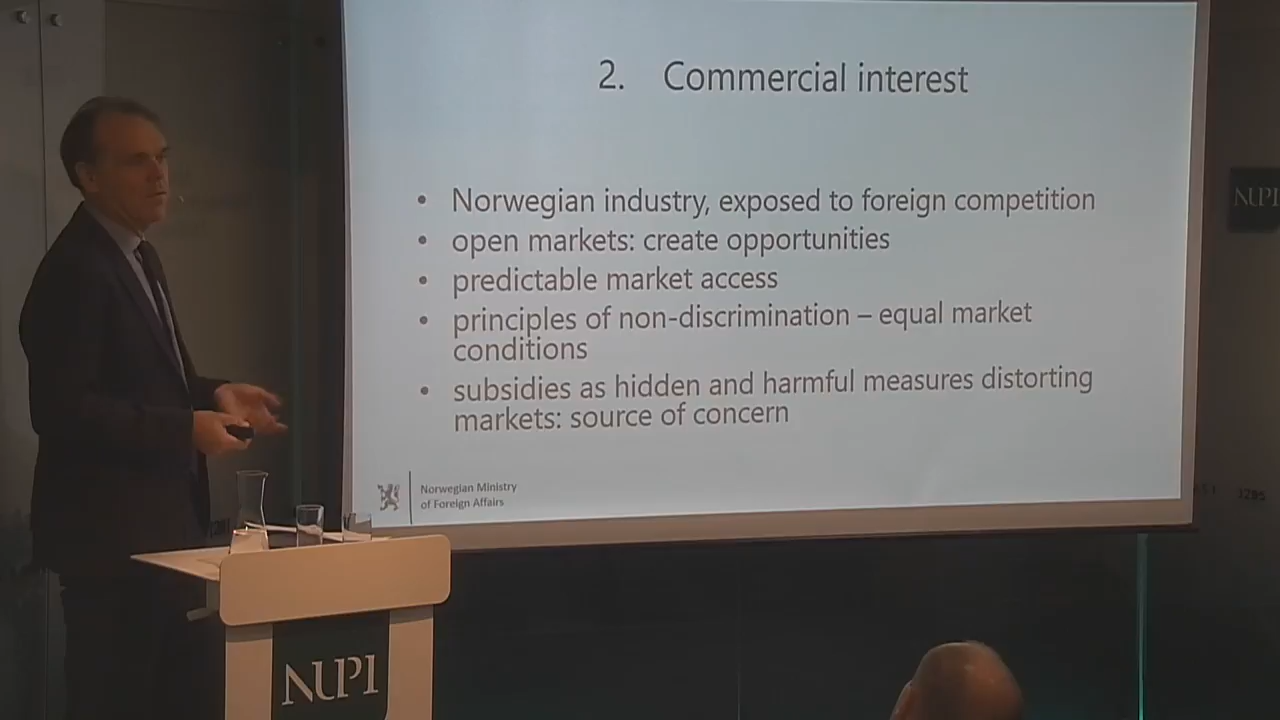 2. Commercial interest
• Norwegian industry, exposed to foreign competition
• open markets: create opportunities
• predictable market access
• principles of non-discrimination – equal market
conditions
• subsidies as hidden and harmful measures distorting
markets: source of concern
Norwegian Ministry
of Foreign Affairs
NUPI
NUPI